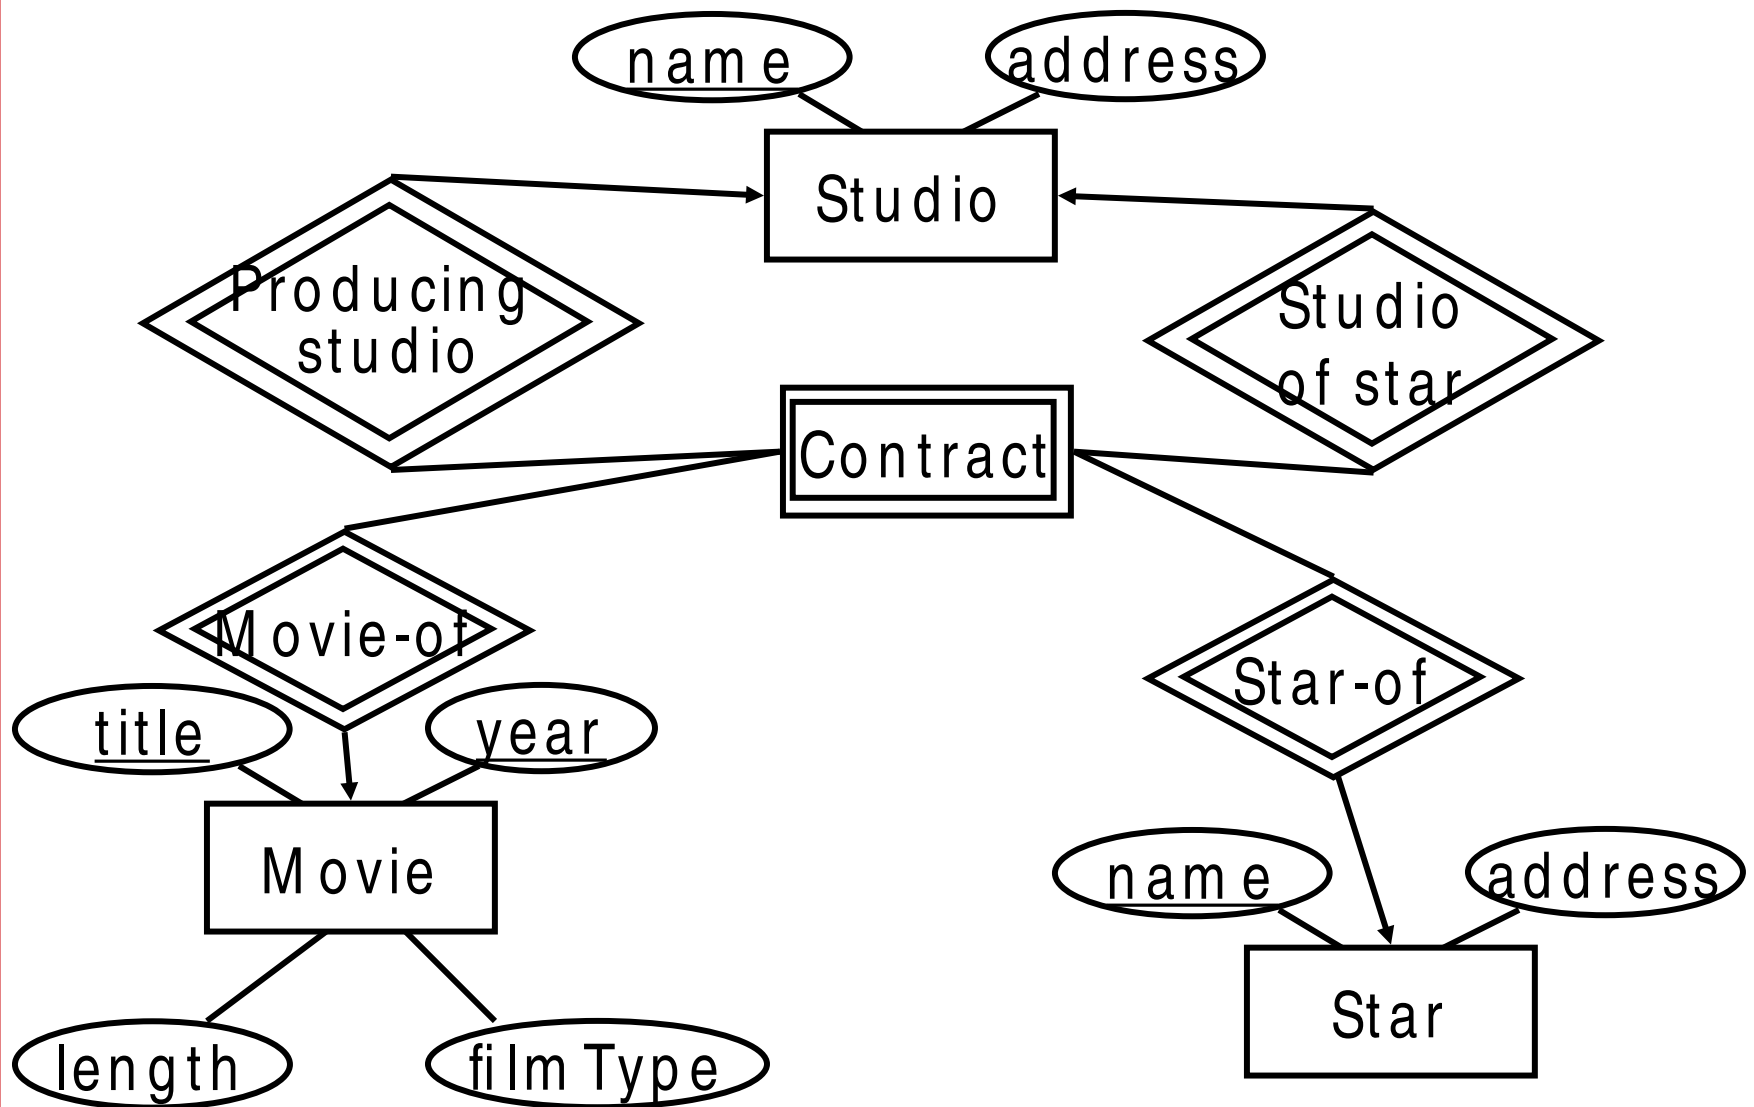 name
address
Studio
Producing
studio
Studio
of star
Contract
Movie-of
Star-of
title
year
Movie
name
address
Star
length
filmType